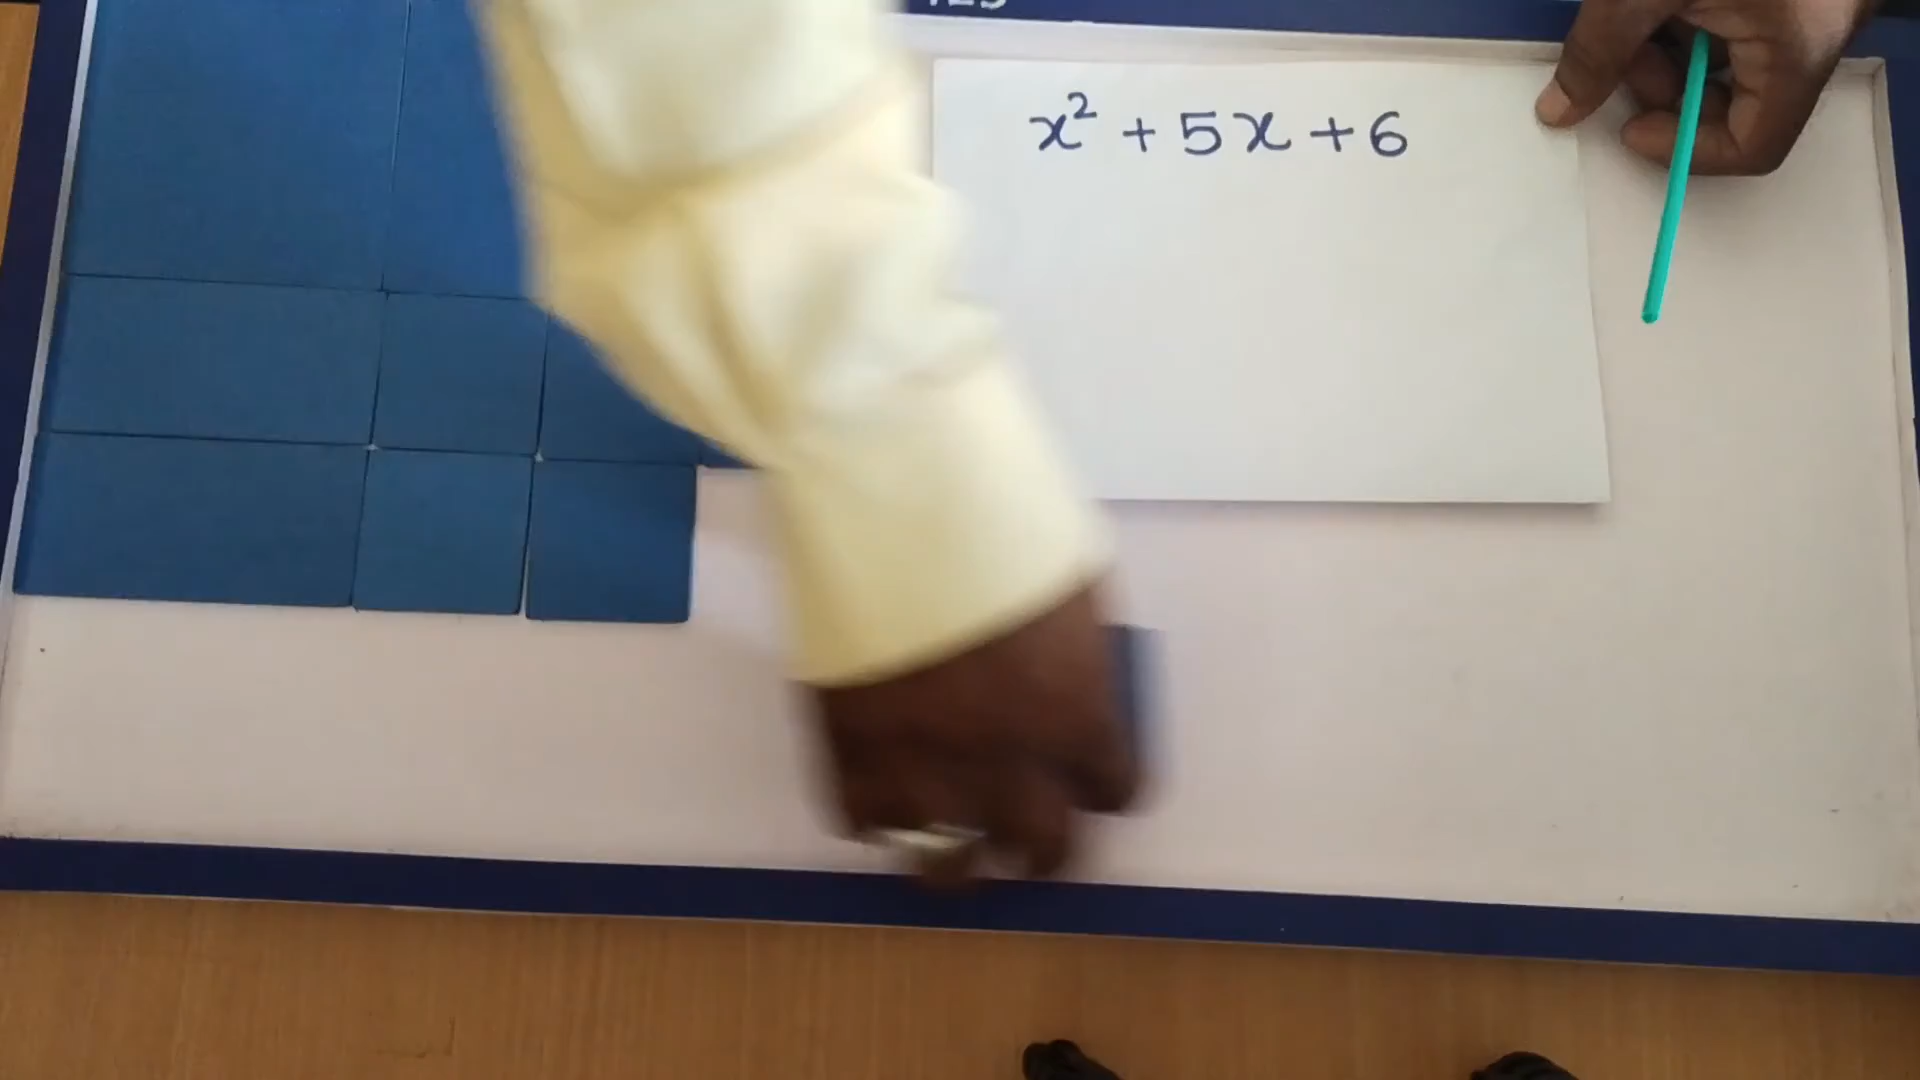 x² + 5x + 6